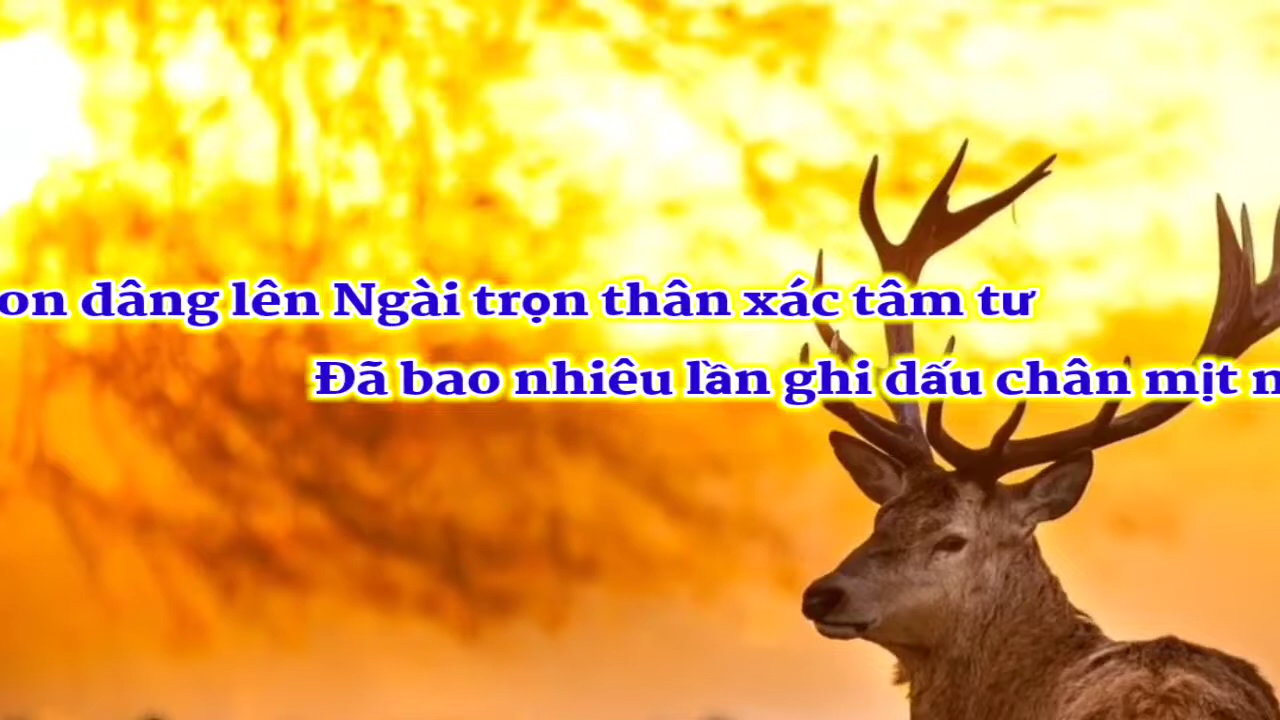 on dâng lên Ngài trọn thân xác tâm tư
Đã bao nhiêu lần ghi dấu chân mịt